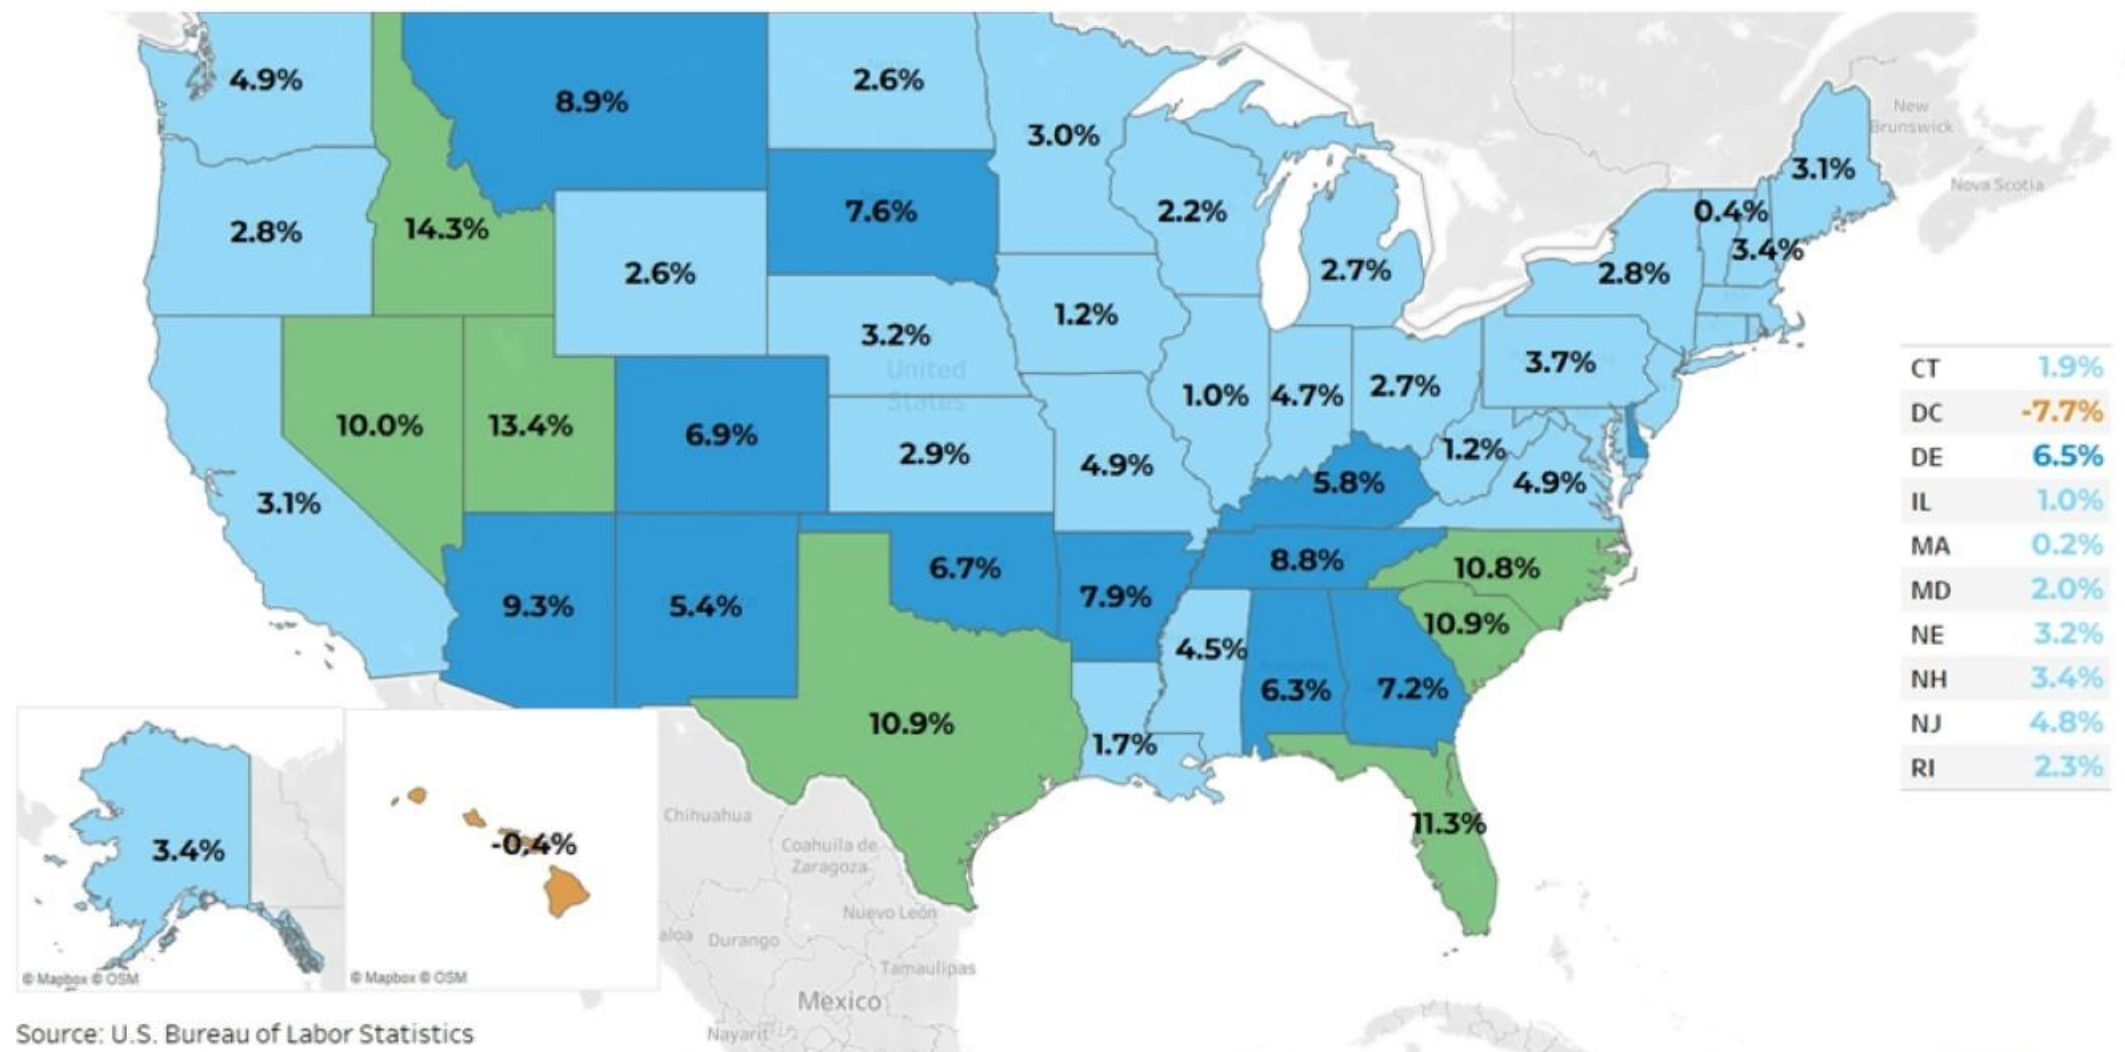 4.9%
8.9%
2.6%
3.0%
New
Brunswick
3.1%
Nova Scotia
2.8%
14.3%
7.6%
2.2%
0.4%
3.4%
2.6%
2.7%
2.8%
1.2%
3.2%
United
States
3.7%
1.0%
4.7%
2.7%
10.0%
13.4%
6.9%
2.9%
4.9%
1.2%
5.8%
4.9%
3.1%
6.7%
8.8%
10.8%
9.3%
5.4%
7.9%
10.9%
4.5%
6.3%
7.2%
10.9%
1.7%
11.3%
CT 1.9%
DC -7.7%
DE 6.5%
IL 1.0%
MA 0.2%
MD 2.0%
NE 3.2%
NH 3.4%
NJ 4.8%
RI 2.3%
3.4%
-0.4%
Chihuahua
Coahuila de
Zaragoza
Nuevo León
Durango
Tamaulipas
Mexico
Nayarit
© Mapbox © OSM
© Mapbox © OSM
Source: U.S. Bureau of Labor Statistics